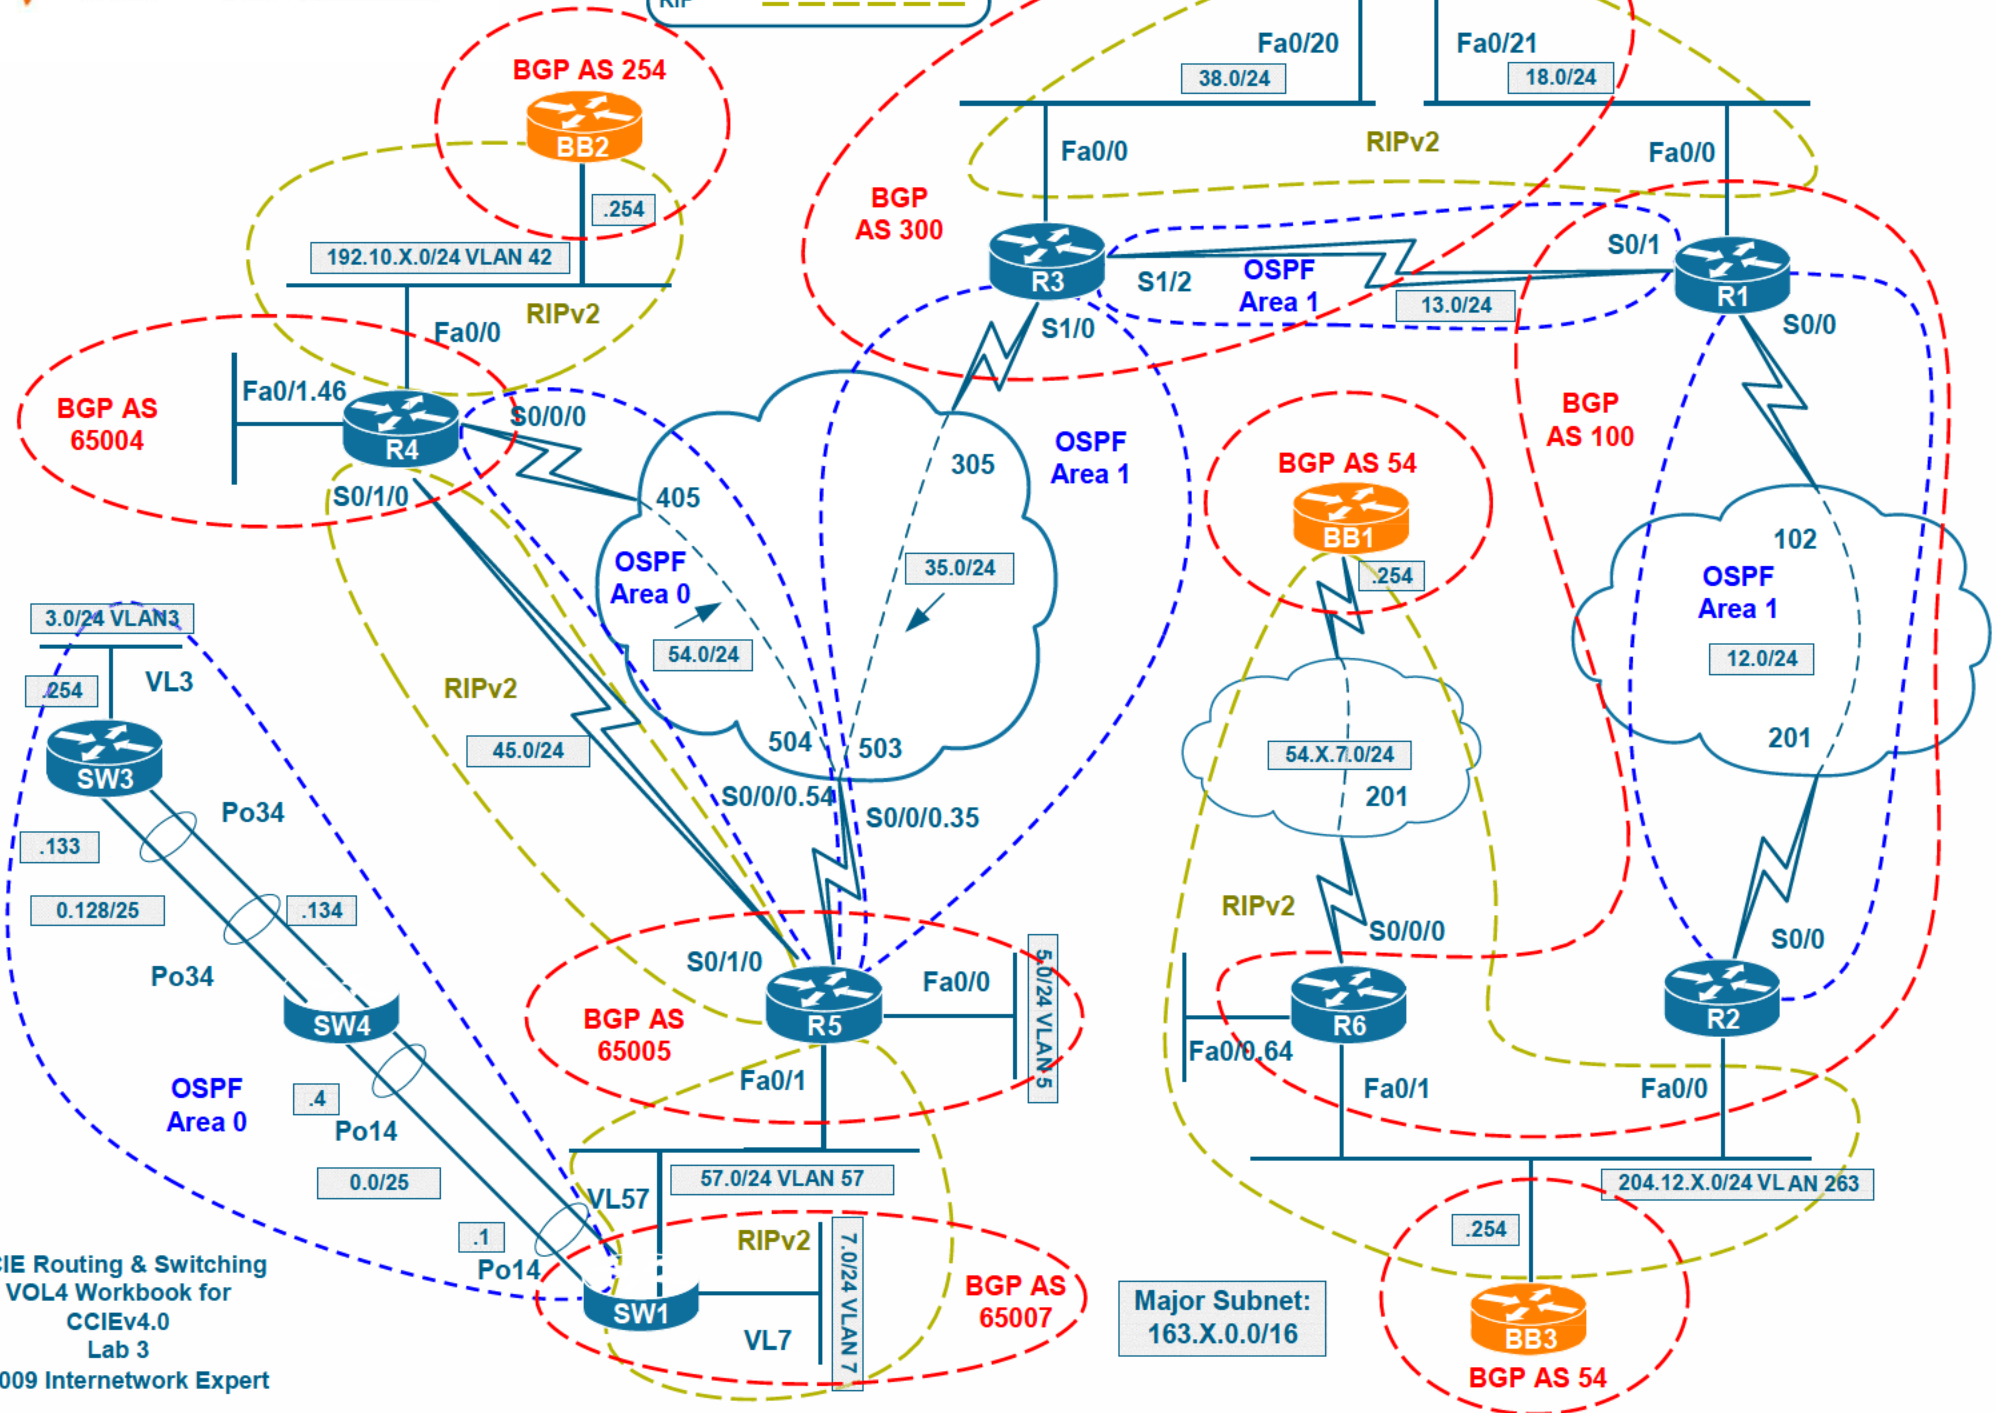 RIP
BGP AS 254
BB2
.254
192.10.X.0/24 VLAN 42
RIPv2
Fa0/0
Fa0/1.46
BGP AS
65004
R4
S0/0/0
S0/1/0
405
OSPF
Area 0
54.0/24
305
35.0/24
504
503
S0/0/0.54
S0/0/0.35
Fa0/20
38.0/24
Fa0/21
18.0/24
Fa0/0
RIPv2
Fa0/0
BGP
AS 300
R3
S1/2
S1/0
OSPF
Area 1
13.0/24
S0/1
R1
S0/0
OSPF
Area 1
BGP
AS 100
BGP AS 54
BB1
.254
54.X.7.0/24
201
RIPv2
S0/0/0
R6
Fa0/0.64
Fa0/1
102
OSPF
Area 1
12.0/24
201
S0/0
R2
Fa0/0
204.12.X.0/24 VLAN 263
.254
BB3
BGP AS 54
3.0/24 VLAN3
.254
VL3
SW3
Po34
.133
0.128/25
.134
Po34
SW4
OSPF
Area 0
.4
Po14
0.0/25
.1
Po14
RIPv2
45.0/24
S0/1/0
BGP AS
65005
R5
Fa0/0
5.0/24 VLAN 5
Fa0/1
57.0/24 VLAN 57
VL57
RIPv2
SW1
VL7
7.0/24 VLAN 7
BGP AS
65007
Major Subnet:
163.X.0.0/16
CIE Routing & Switching
VOL4 Workbook for
CCIEv4.0
Lab 3
009 Internetwork Expert